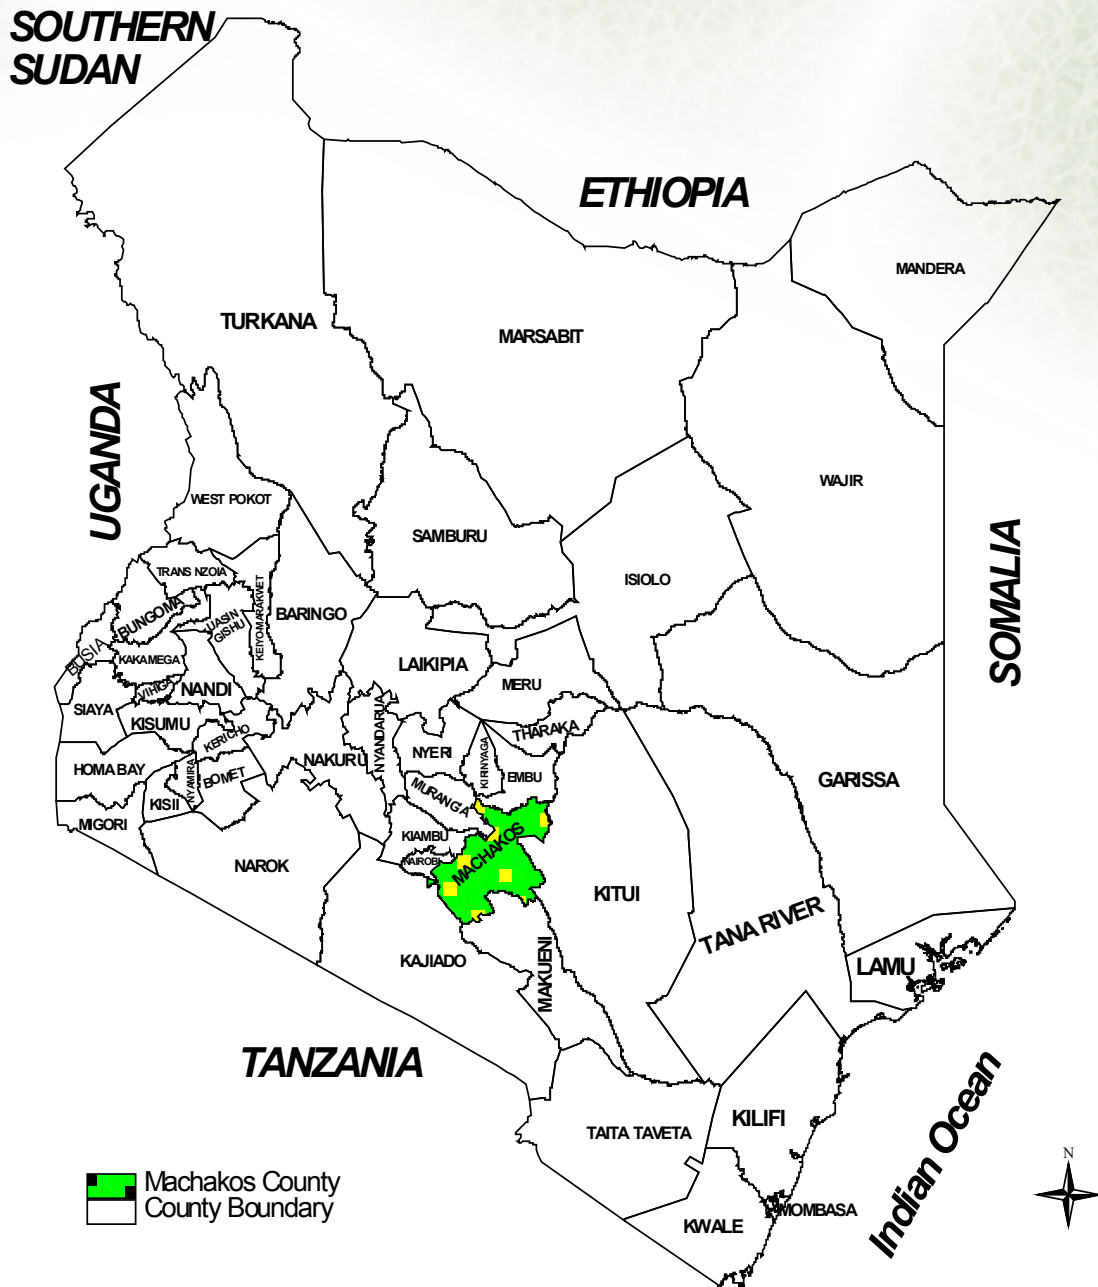 SOUTHERN
SUDAN
ETHIOPIA
MANDERA
TURKANA
MARSABIT
UGANDA
WAJIR
WEST POKOT
SAMBURU
SOMALIA
TRANS NZOIA
ISIOLO
BUNGOMA
UASIN
GISHU
KEIYO-MARAKWET
BARINGO
BUSIA
KAKAMEGA
LAIKIPIA
VIHIGA
NANDI
MERU
SIAYA
KISUMU
KERICHO
THARAKA
NYANDARUA
NYERI
KIRINYAGA
NAKURU
HOMA BAY
NYAMIRA
BOMET
EMBU
GARISSA
KISII
MURANG'A
MIGORI
KIAMBU
MACHAKOS
NAIROBI
NAROK
KITUI
TANA RIVER
KAJIADO
MAKUENI
LAMU
TANZANIA
KILIFI
TAITA TAVETA
Indian Ocean
N
Machakos County
County Boundary
MOMBASA
KWALE